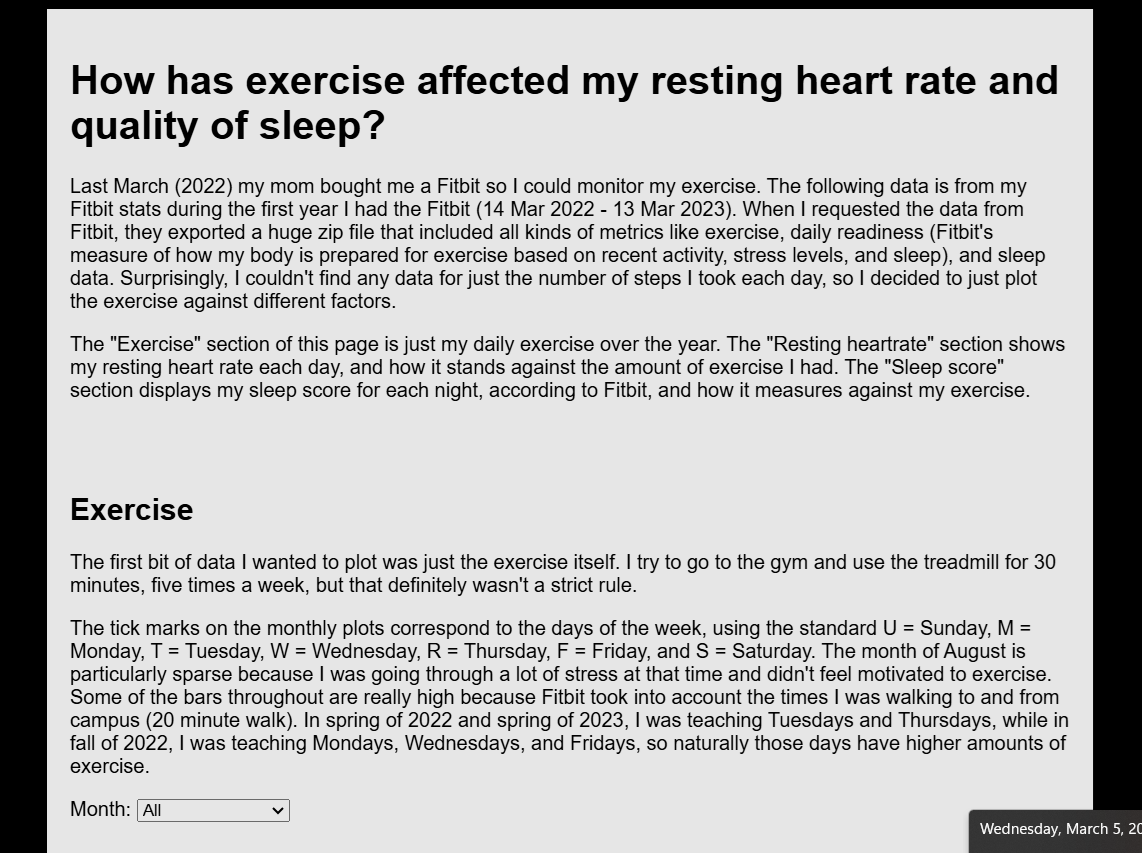 How has exercise affected my resting heart rate and
quality of sleep?
Last March (2022) my mom bought me a Fitbit so I could monitor my exercise. The following data is from my
Fitbit stats during the first year I had the Fitbit (14 Mar 2022 - 13 Mar 2023). When I requested the data from
Fitbit, they exported a huge zip file that included all kinds of metrics like exercise, daily readiness (Fitbit's
measure of how my body is prepared for exercise based on recent activity, stress levels, and sleep), and sleep
data. Surprisingly, I couldn't find any data for just the number of steps I took each day, so I decided to just plot
the exercise against different factors.
The "Exercise" section of this page is just my daily exercise over the year. The "Resting heartrate" section shows
my resting heart rate each day, and how it stands against the amount of exercise I had. The "Sleep score"
section displays my sleep score for each night, according to Fitbit, and how it measures against my exercise.
Exercise
The first bit of data I wanted to plot was just the exercise itself. I try to go to the gym and use the treadmill for 30
minutes, five times a week, but that definitely wasn't a strict rule.
The tick marks on the monthly plots correspond to the days of the week, using the standard U = Sunday, M =
Monday, T = Tuesday, W = Wednesday, R = Thursday, F = Friday, and S = Saturday. The month of August is
particularly sparse because I was going through a lot of stress at that time and didn't feel motivated to exercise.
Some of the bars throughout are really high because Fitbit took into account the times I was walking to and from
campus (20 minute walk). In spring of 2022 and spring of 2023, I was teaching Tuesdays and Thursdays, while in
fall of 2022, I was teaching Mondays, Wednesdays, and Fridays, so naturally those days have higher amounts of
exercise.
Month: All
Wednesday, March 5,